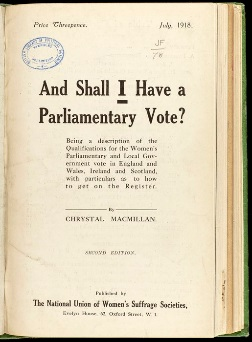 Price Threepence.
July, 1918.
JF
And Shall I Have a
Parliamentary Vote?
Being a description of the
Qualifications for the Women's
Parliamentary and Local Gov-
ernment vote in England and
Wales, Ireland and Scotland,
with particulars as to how
to get on the Register.
By
CHRYSTAL MACMILLAN.
SECOND EDITION.
Published by
The National Union of Women's Suffrage Societies,
Evelyn House, 62, Oxford Street, W. 1.